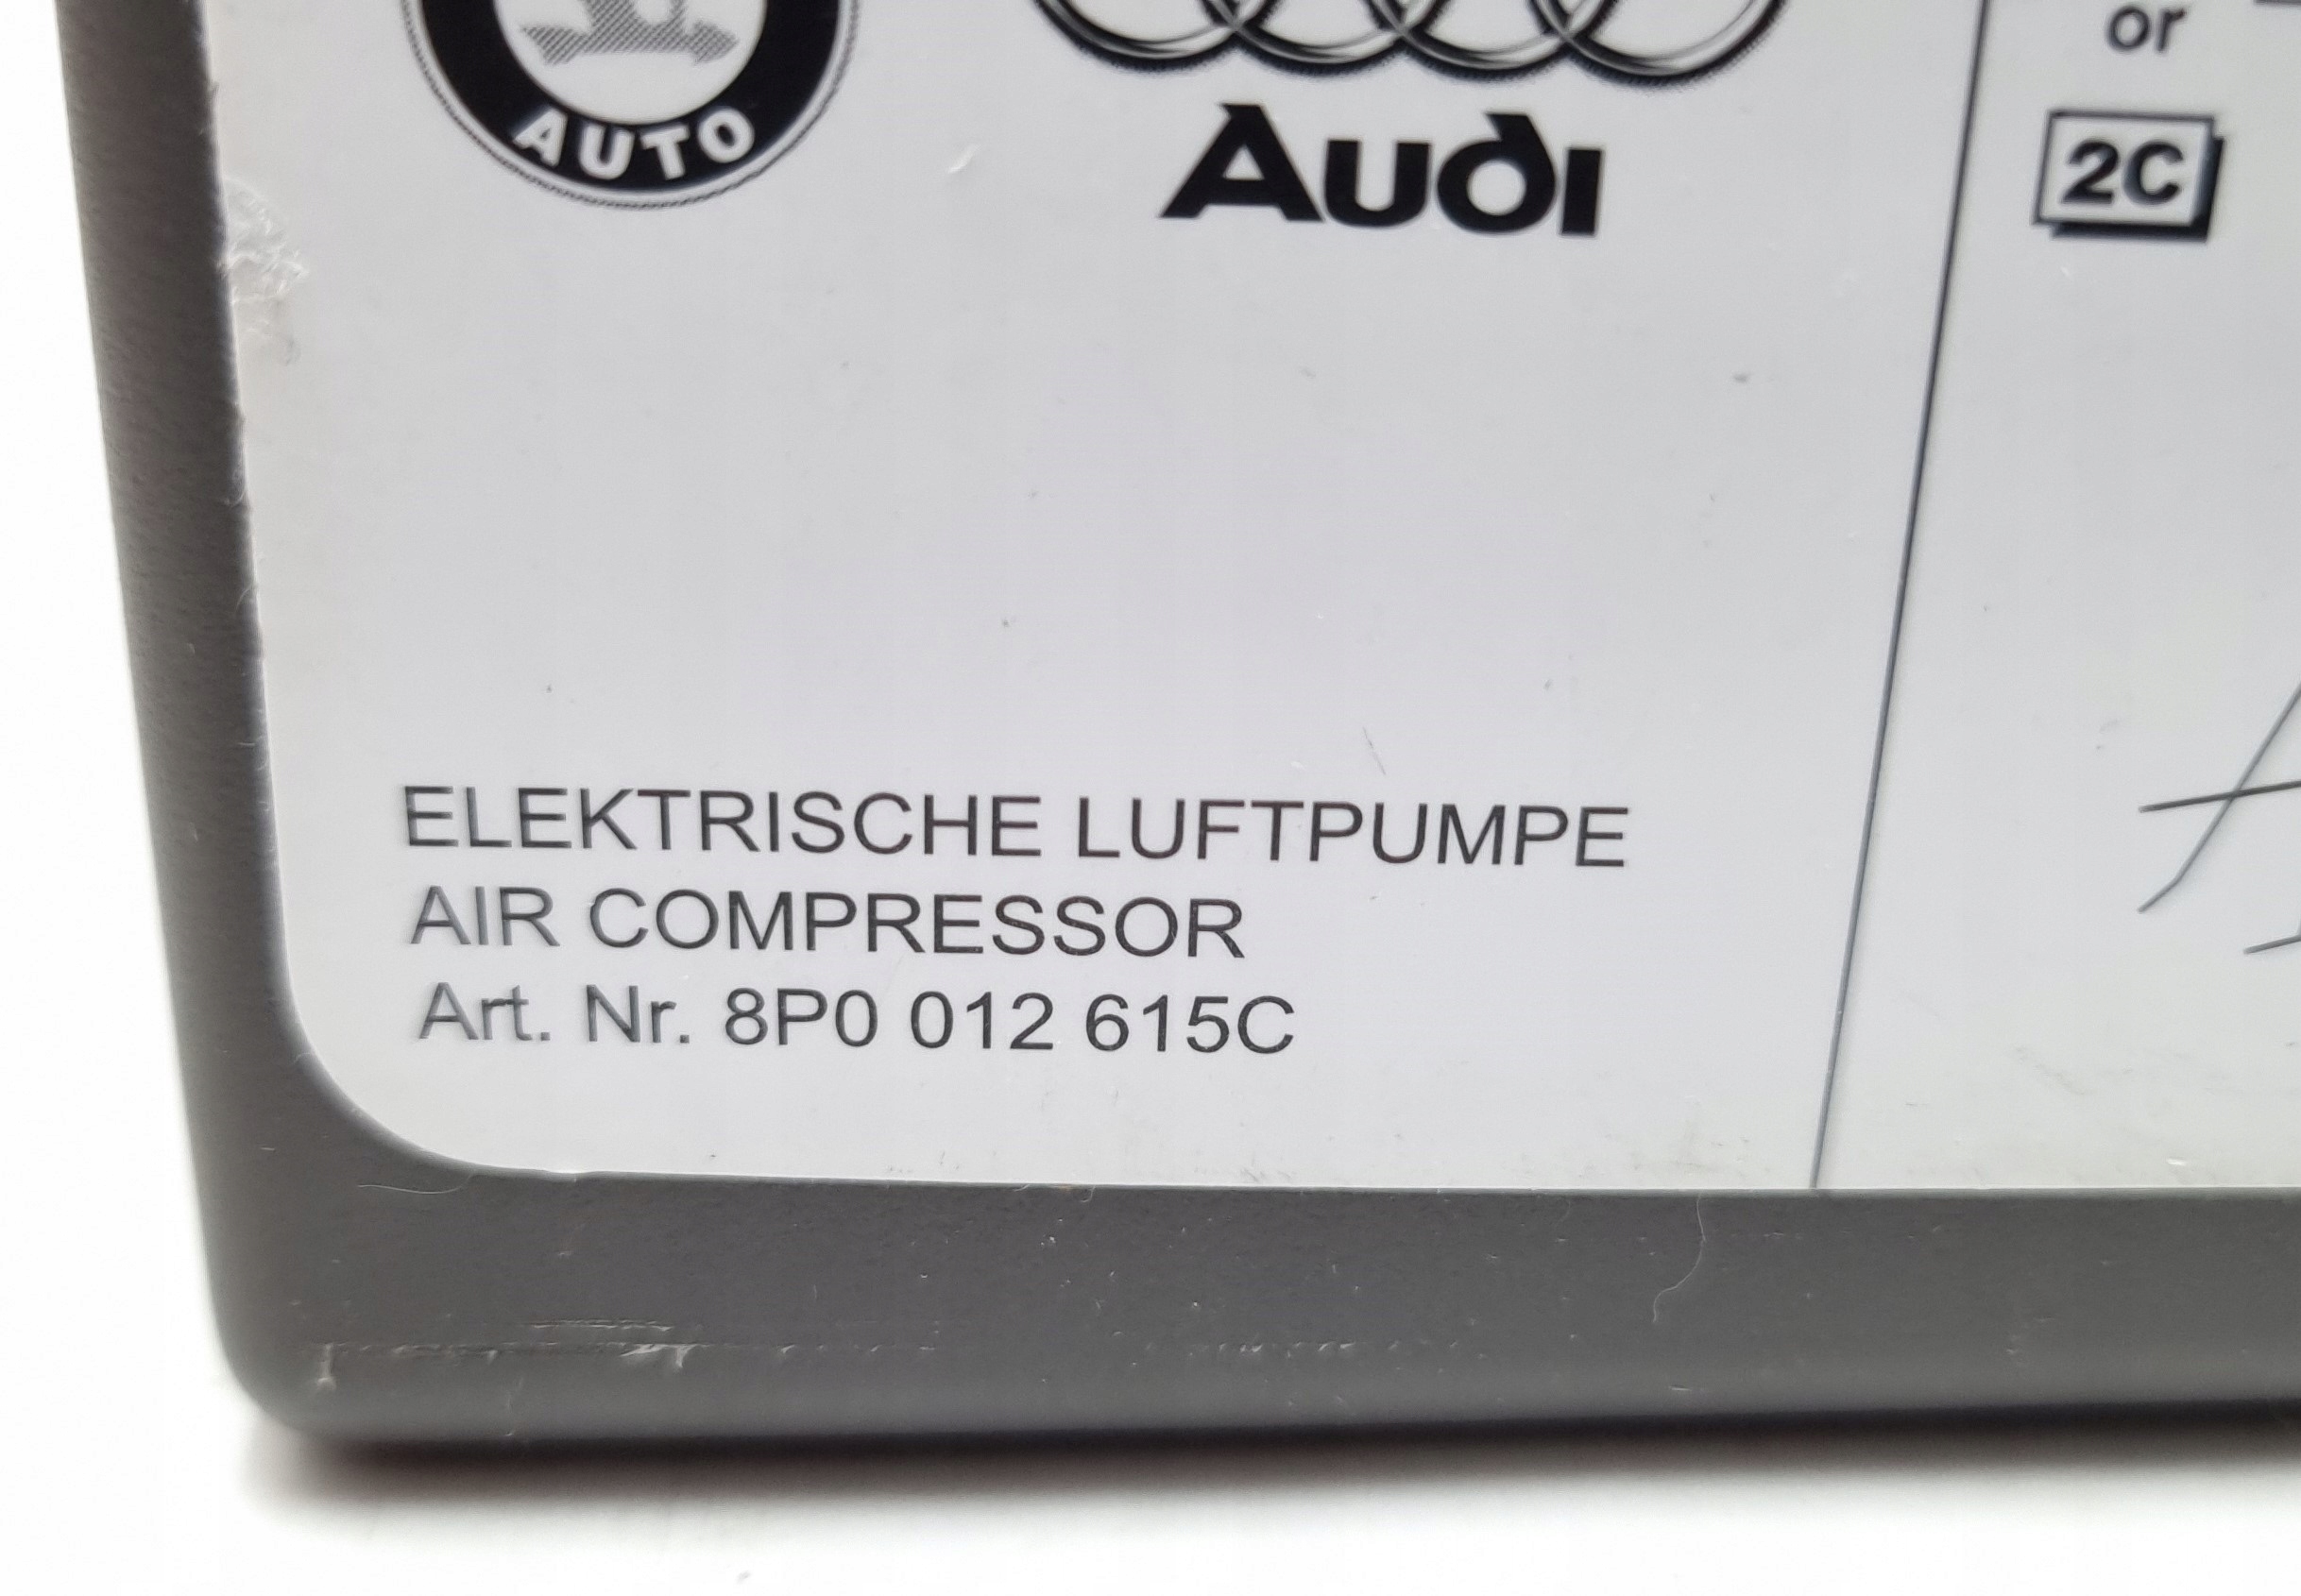 AUTO
Audi
or
2C
ELEKTRISCHE LUFTPUMPE
AIR COMPRESSOR
Art. Nr. 8P0 012 615C